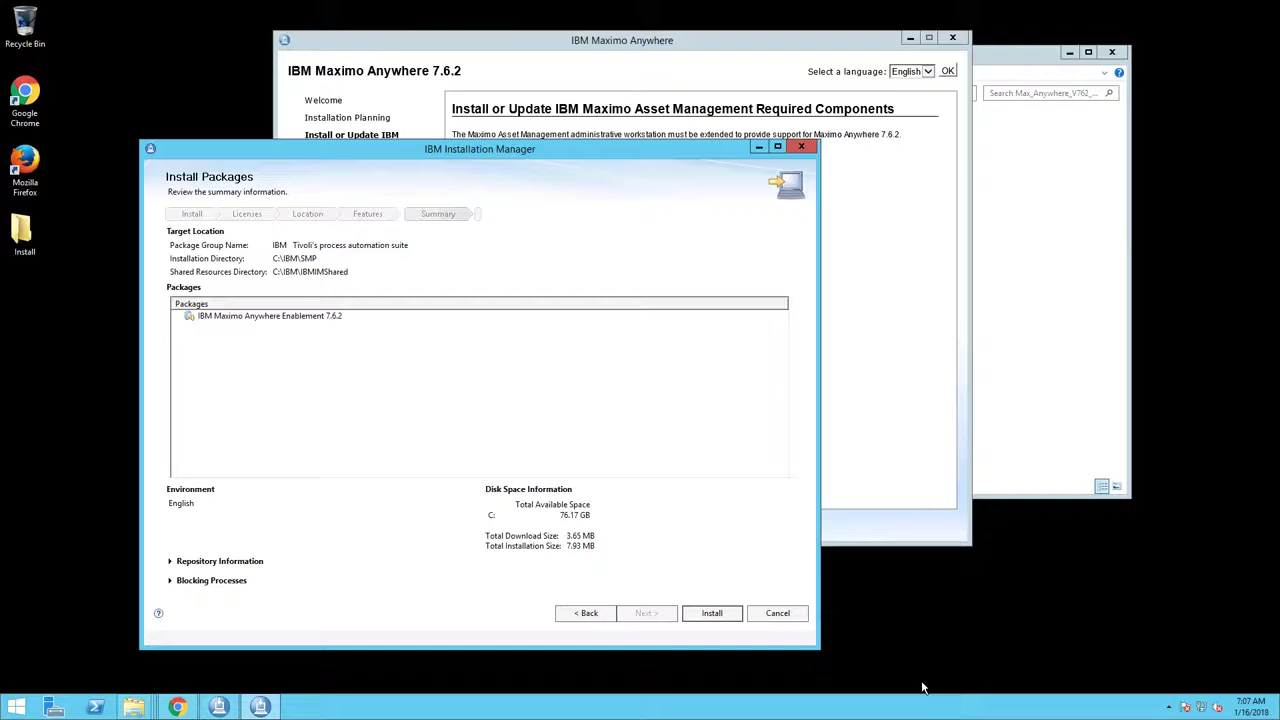 Recycle Bin
Google
Chrome
Mozilla
Firefox
Install
IBM Maximo Anywhere
IBM Maximo Anywhere 7.6.2
Select a language: English OK
Welcome
Installation Planning
Install or Update IBM
Install or Update IBM Maximo Asset Management Required Components
The Maximo Asset Management administrative workstation must be extended to provide support for Maximo Anywhere 7.6.2.
Search Max_Anywhere_V762_...
IBM Installation Manager
Install Packages
Review the summary information.
Install Licenses Location Features Summary
Target Location
Package Group Name: IBM Tivoli's process automation suite
Installation Directory: C:\IBM\SMP
Shared Resources Directory: C:\IBM\IBMIMShared
Packages
Packages
IBM Maximo Anywhere Enablement 7.6.2
Environment
English
Disk Space Information
Total Available Space
C: 76.17 GB
Total Download Size: 3.65 MB
Total Installation Size: 7.93 MB
Repository Information
Blocking Processes
< Back Next > Install Cancel
7:07 AM
1/16/2018